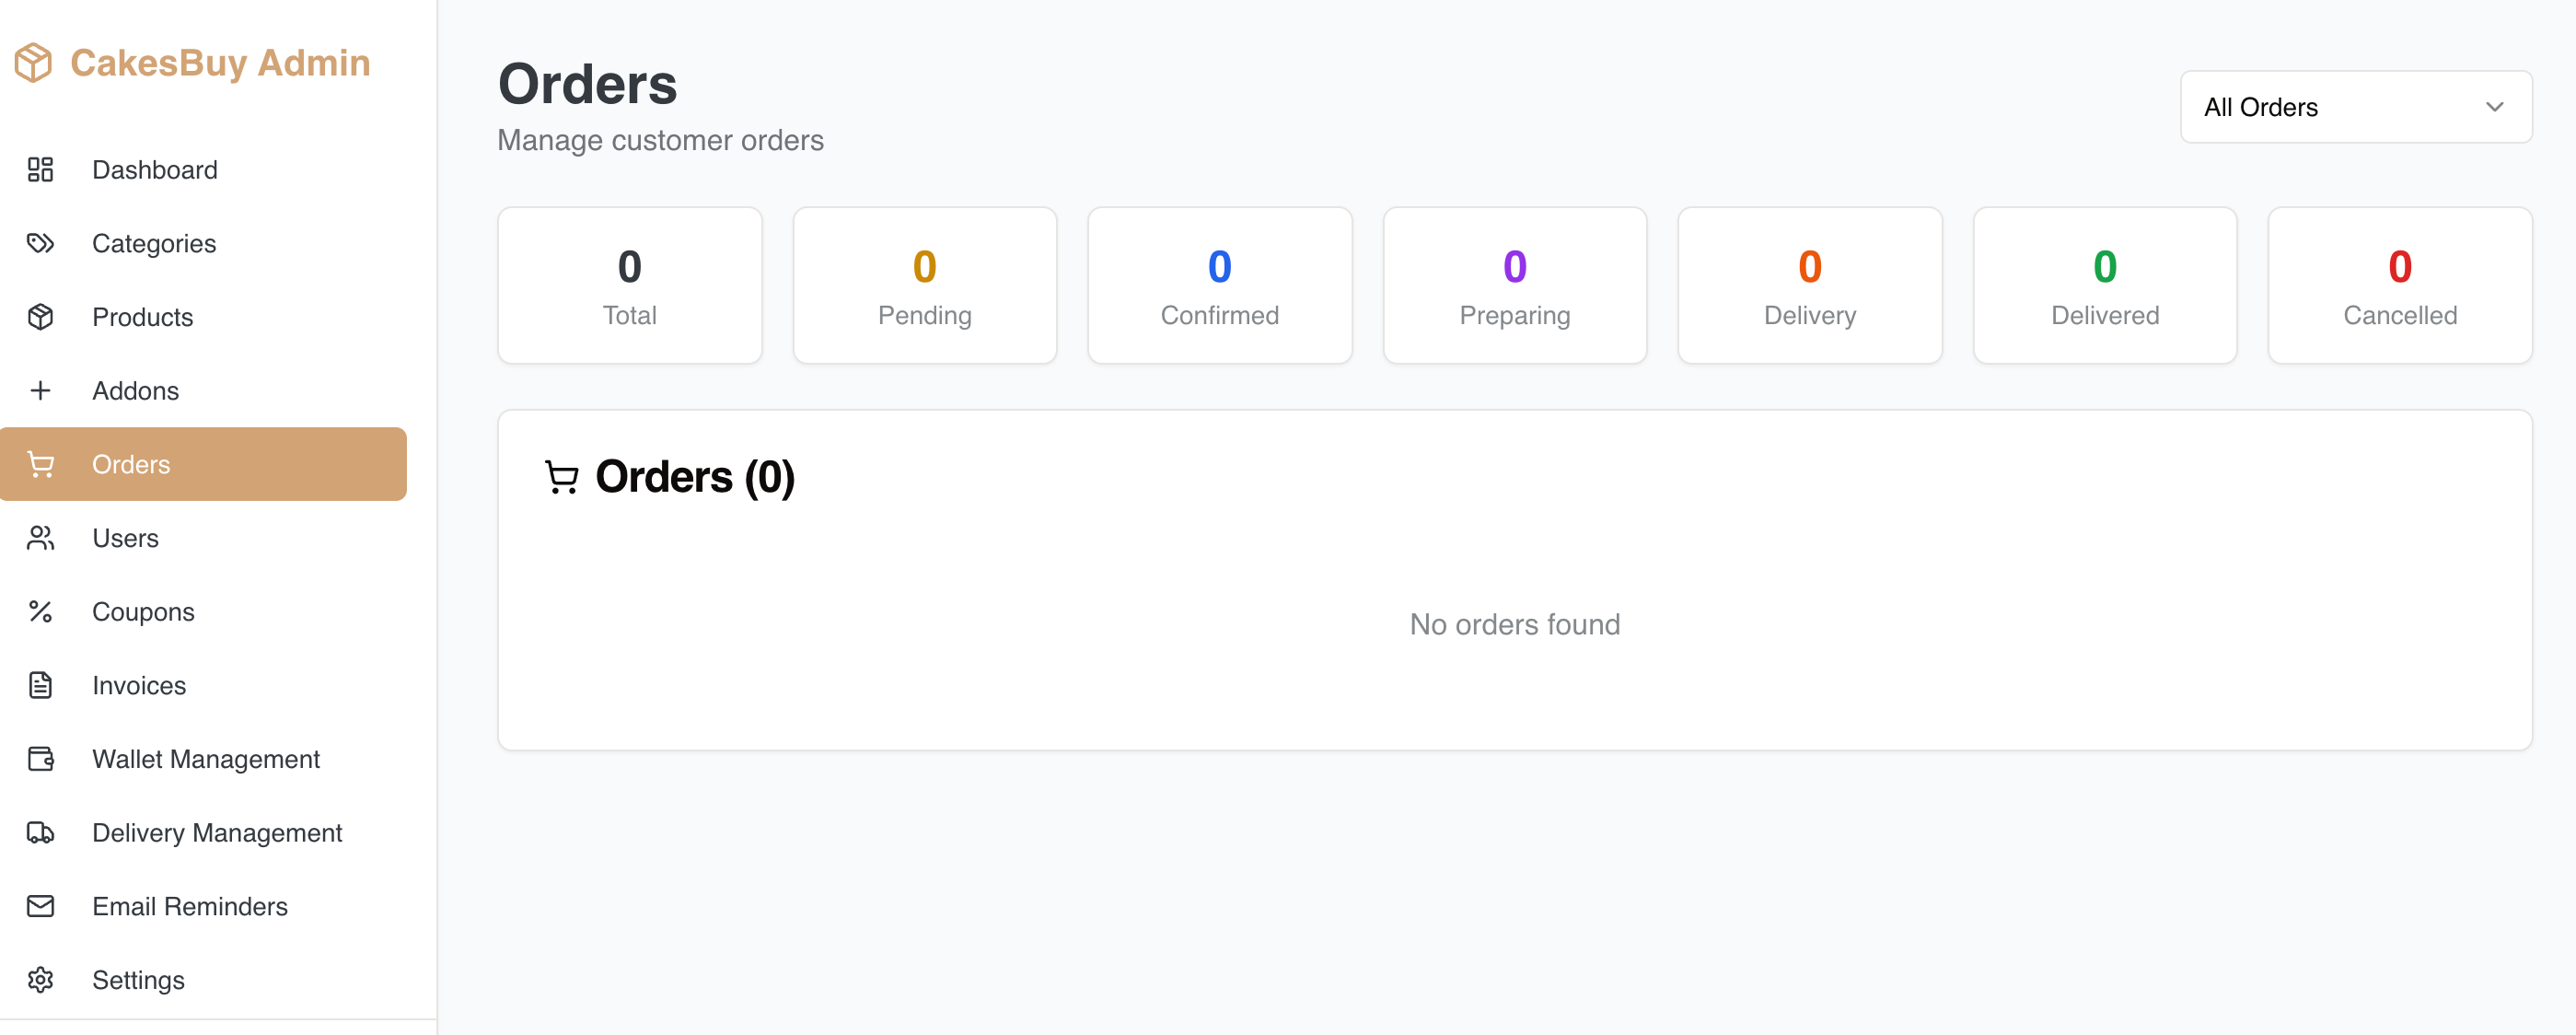 CakesBuy Admin
Dashboard
Categories
Products
Addons
Orders
Users
Coupons
Invoices
Wallet Management
Delivery Management
Email Reminders
Settings
Orders
Manage customer orders
All Orders
0
Total
0
Pending
0
Confirmed
0
Preparing
0
Delivery
0
Delivered
0
Cancelled
Orders (0)
No orders found